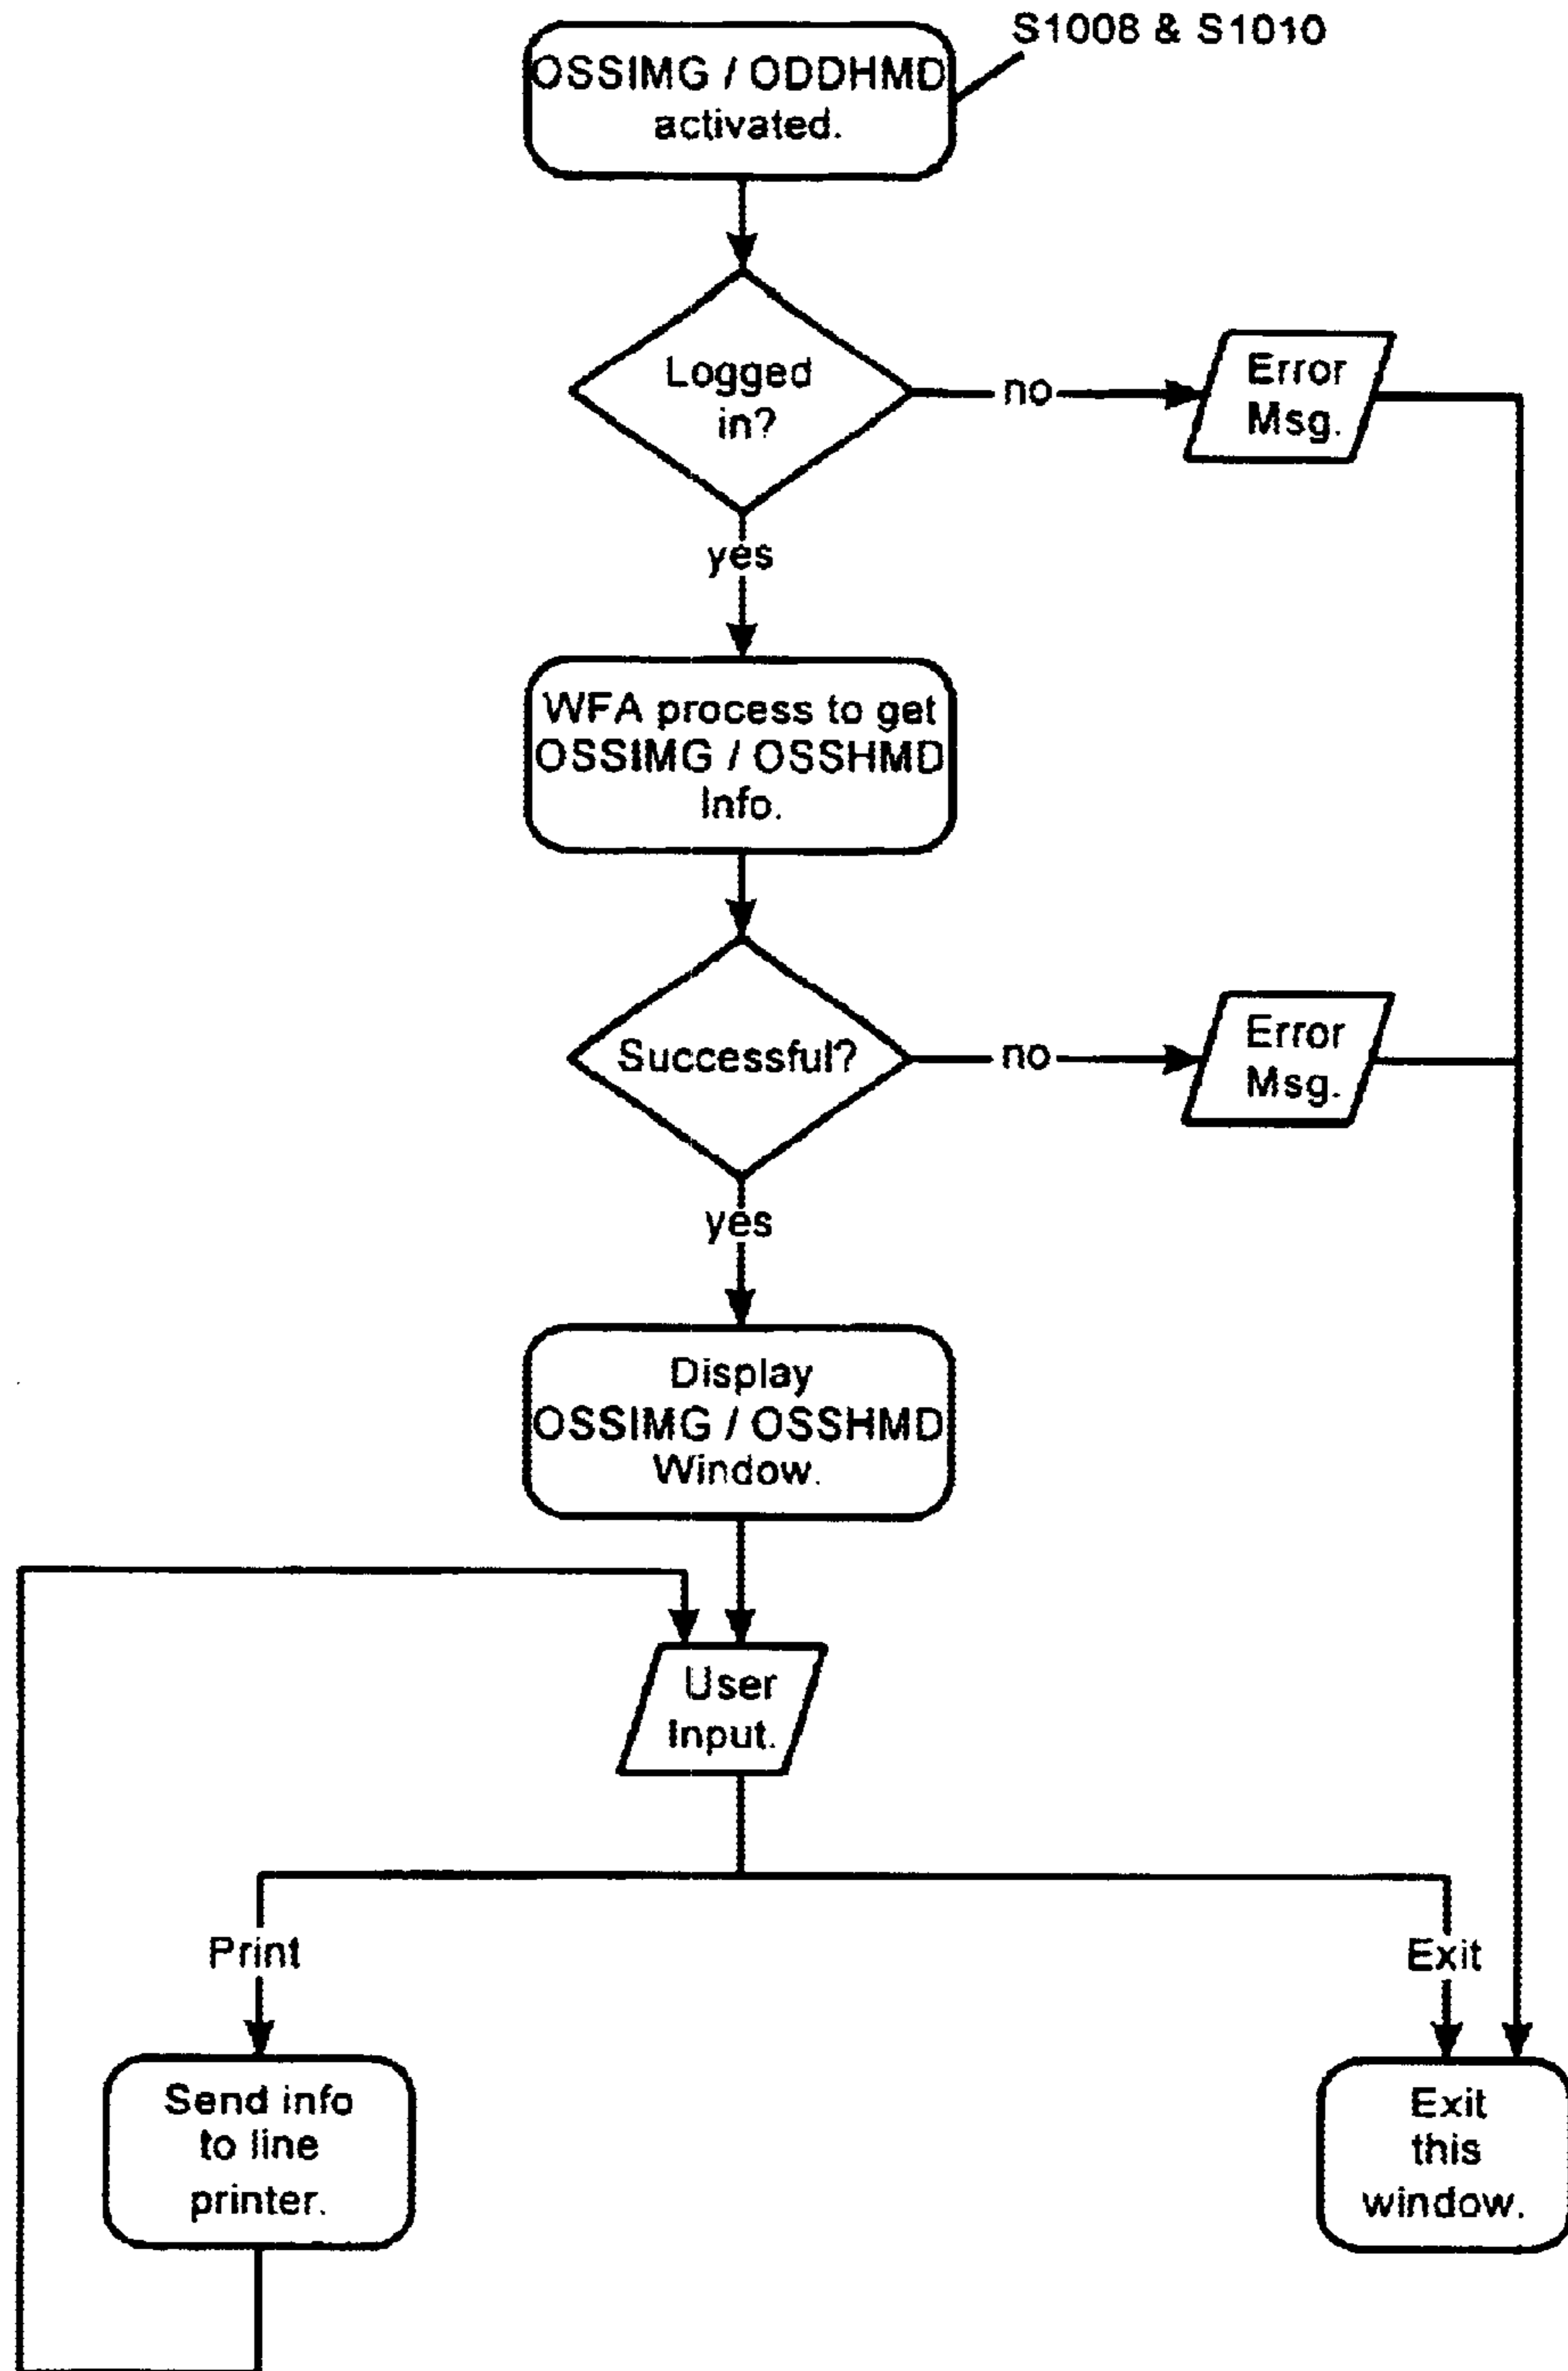 S1008 & S1010
OSSIMG / ODDHMD
activated.
Logged
in?
no
Error
Msg.
yes
WFA process to get
OSSIMG / OSSHMD
Info.
Successful?
no
Error
Msg.
yes
Display
OSSIMG / OSSHMD
Window.
User
Input.
Print
Exit
Send info
to line
printer.
Exit
this
window.